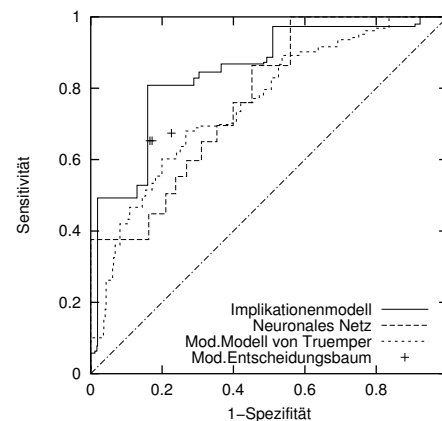 1
0.8
0.6
0.4
0.2
0
Sensitivität
Implikationenmodell
Neuronales Netz
Mod.Modell von Truemper
Mod.Entscheidungsbaum
0 0.2 0.4 0.6 0.8 1
1-Spezifität